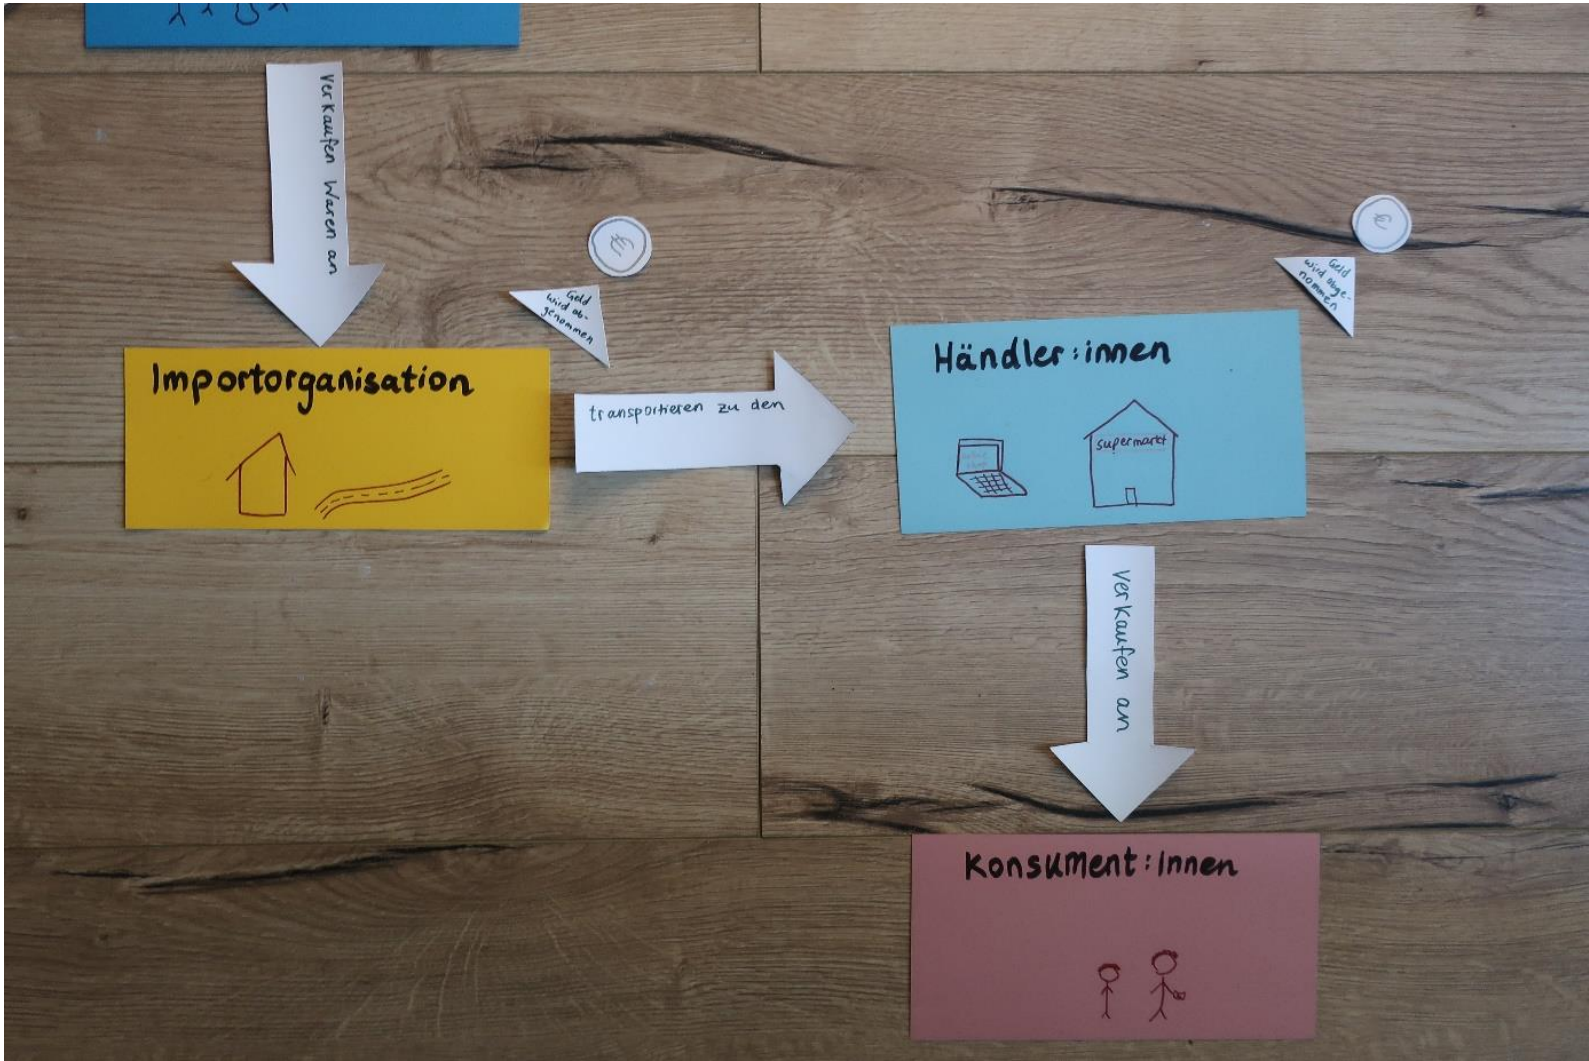 Verkaufen Waren an
€
Geld
wird ab-
genommen
Importorganisation
transportieren zu den
€
Geld
wird abge-
nommen
Händler:innen
supermarkt
Verkaufen an
Konsument:Innen